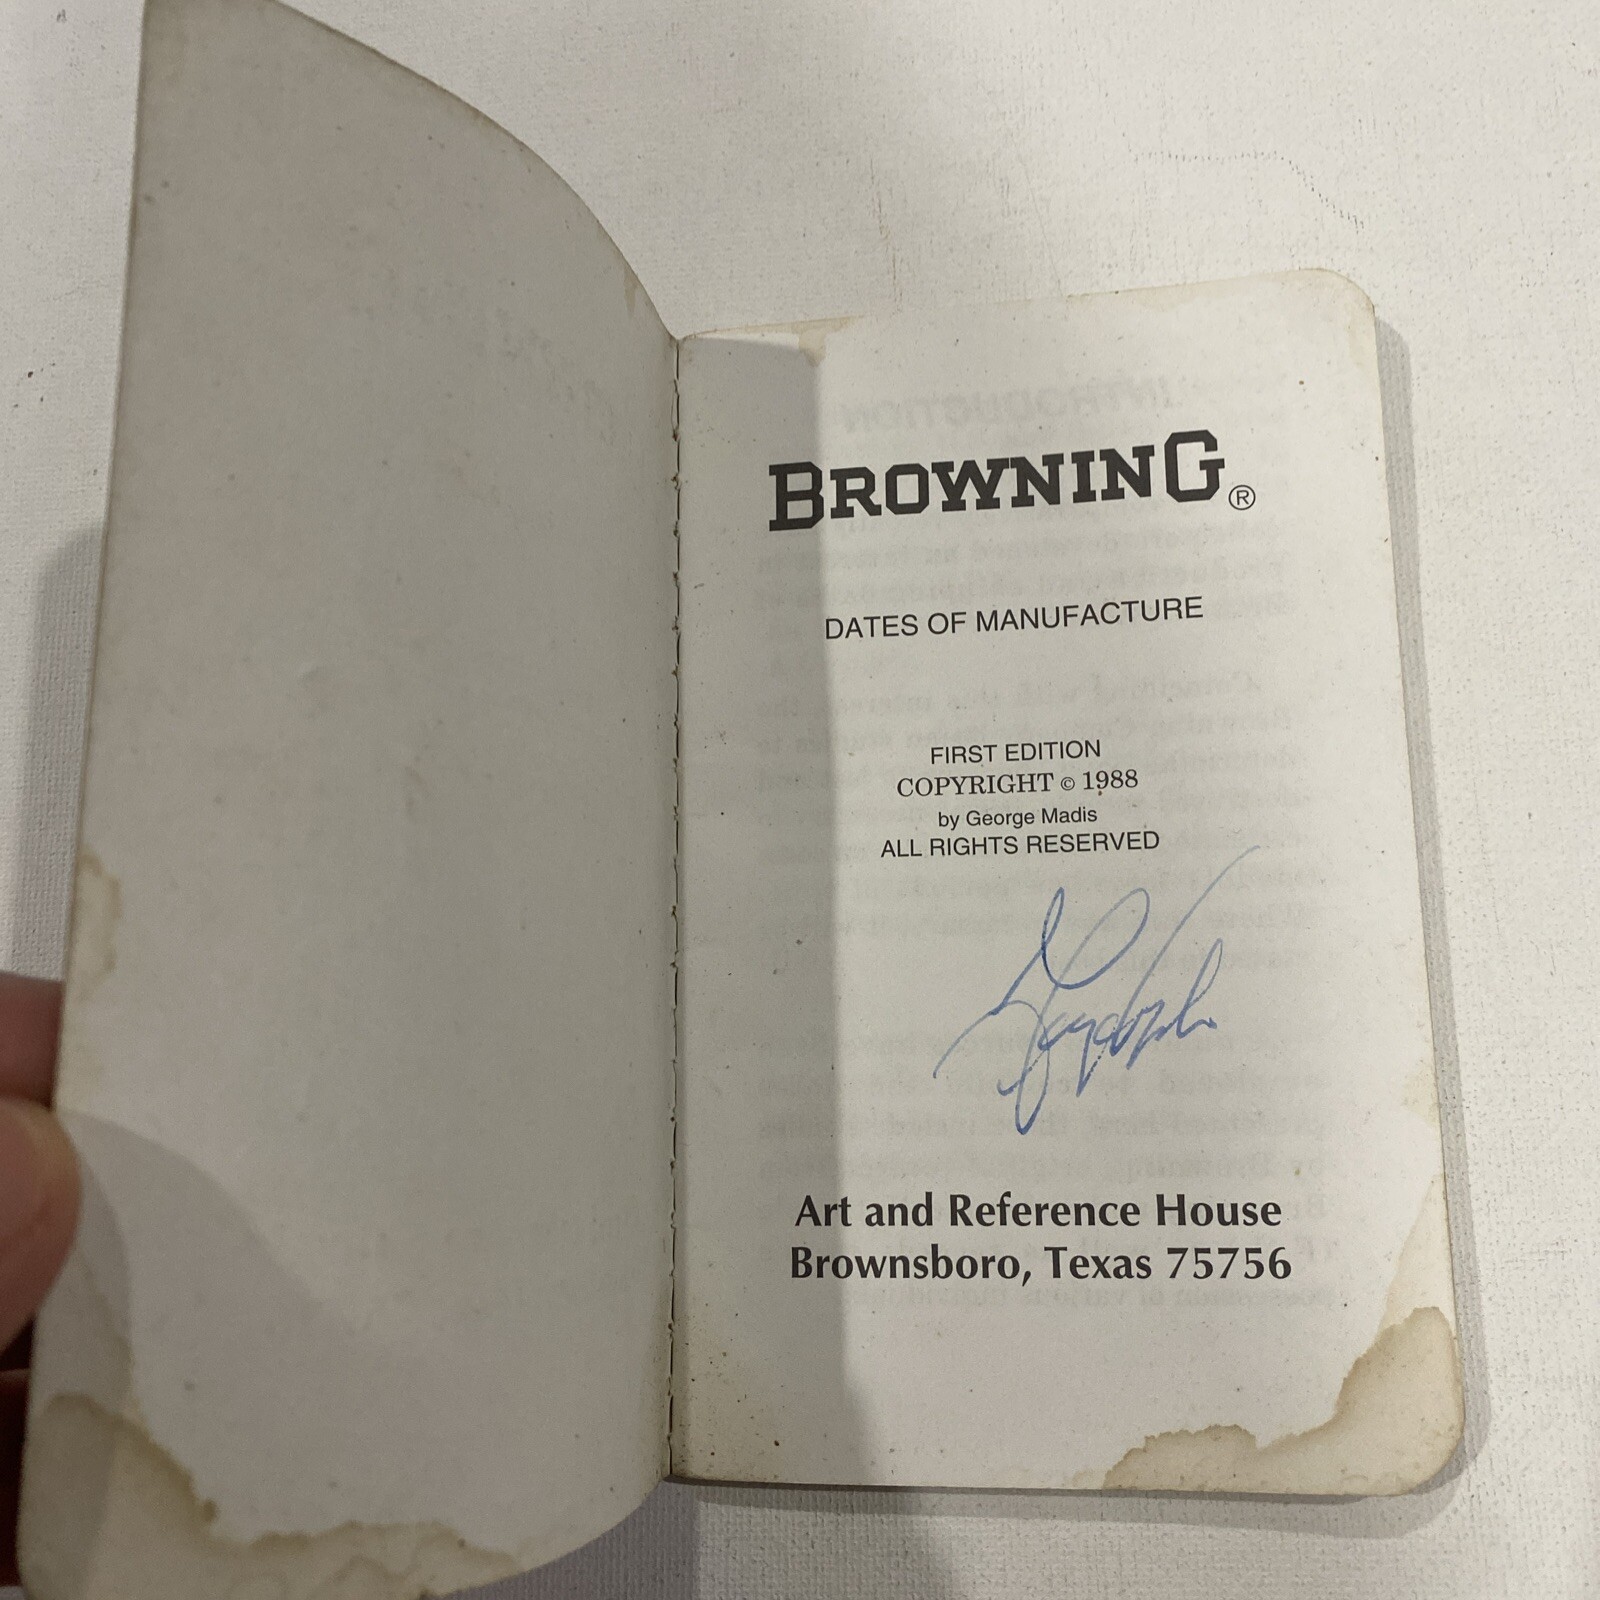 BROWNING®
DATES OF MANUFACTURE
FIRST EDITION
COPYRIGHT © 1988
by George Madis
ALL RIGHTS RESERVED
Art and Reference House
Brownsboro, Texas 75756